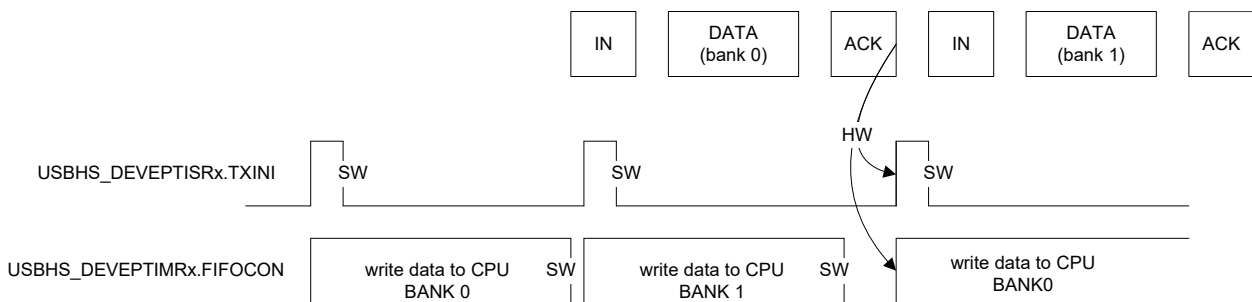 IN
DATA
(bank 0)
ACK
IN
DATA
(bank 1)
ACK
HW
USBHS_DEVEPTISRx.TXINI
SW
SW
SW
USBHS_DEVEPTIMRx.FIFOCON
write data to CPU
BANK 0
SW
write data to CPU
BANK 1
SW
write data to CPU
BANK0